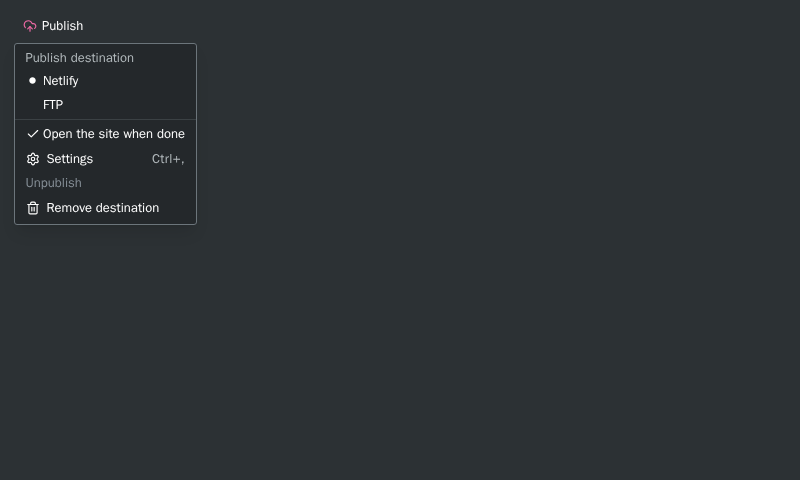 Publish
Publish destination
Netlify
FTP
Open the site when done
Settings Ctrl+,
Unpublish
Remove destination